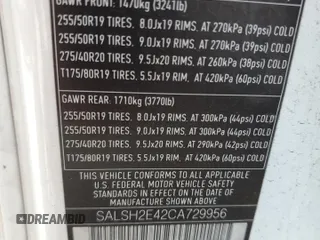 GAWR FRONT: 1470kg (3241lb)
255/50R19 TIRES. 8.0Jx19 RIMS. AT 270kPa (39psi) COLD
255/50R19 TIRES. 9.0Jx19 RIMS. AT 270kPa (39psi) COLD
275/40R20 TIRES. 9.5Jx20 RIMS. AT 260kPa (38psi) COLD
T175/80R19 TIRES. 5.5Jx19 RIM. AT 420kPa (60psi) COLD
GAWR REAR: 1710kg (3770lb)
255/50R19 TIRES. 8.0Jx19 RIMS. AT 300kPa (44psi) COLD
255/50R19 TIRES. 9.0Jx19 RIMS. AT 300kPa (44psi) COLD
275/40R20 TIRES. 9.5Jx20 RIMS. AT 290kPa (42psi) COLD
T175/80R19 TIRES. 5.5Jx19 RIM. AT 420kPa (60psi) COLD
THIS VEHICLE CONFORMS TO ALL APPLICABLE
FEDERAL MOTOR VEHICLE SAFETY AND THEFT PREVENTION
STANDARDS IN EFFECT ON THE DATE OF
MANUFACTURE SHOWN ABOVE.
SALSH2E42CA729956